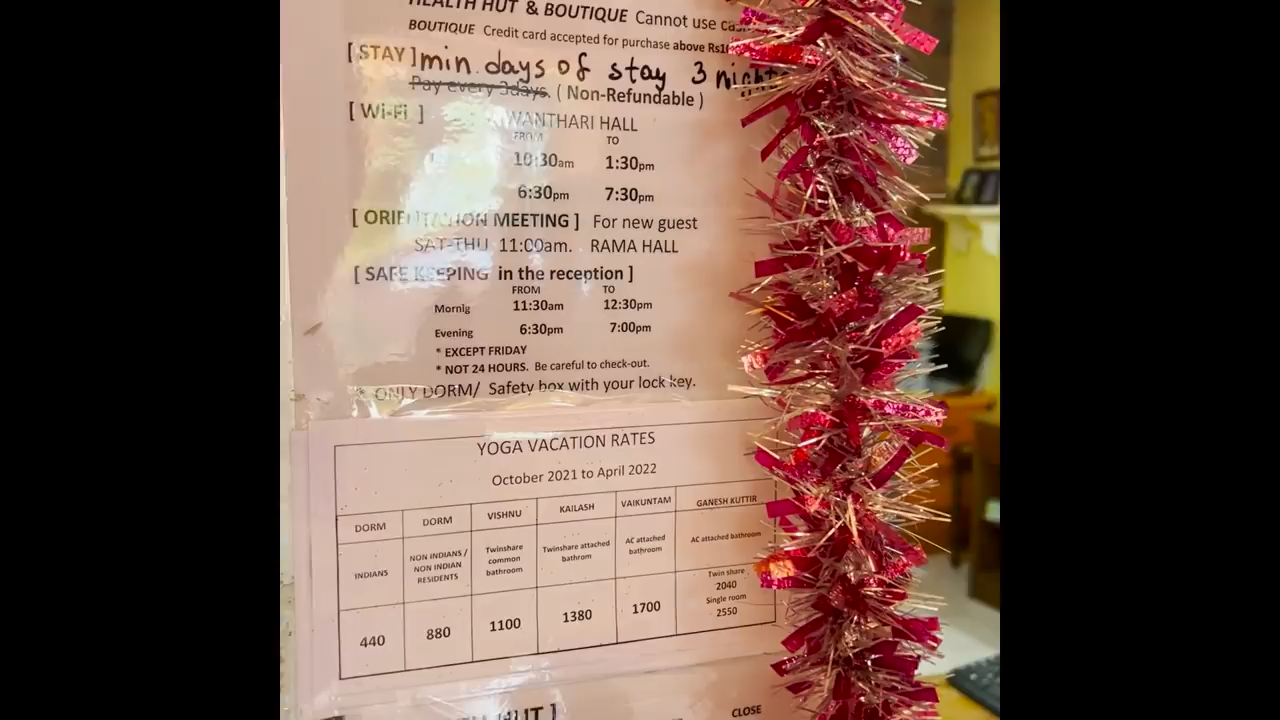 HEALTH HUT & BOUTIQUE Cannot use
BOUTIQUE Credit card accepted for purchase above
[ STAY ] min days of stay 3 nights
Pay every 3days. ( Non-Refundable )
[ Wi-Fi ] WANTHARI HALL
FROM TO
10:30am 1:30pm
6:30pm 7:30pm
[ ORIENTATION MEETING ] For new guest
SAT-THU 11:00am. RAMA HALL
[ SAFE KEEPING in the reception ]
FROM TO
Mornig 11:30am 12:30pm
Evening 6:30pm 7:00pm
* EXCEPT FRIDAY
* NOT 24 HOURS. Be careful to check-out.
* ONLY DORM/ Safety box with your lock key.
YOGA VACATION RATES
October 2021 to April 2022
DORM DORM VISHNU KAILASH VAIKUNTAM GANESH KUTTIR
INDIANS
NON INDIANS /
NON INDIAN
RESIDENTS
Twinshare
common
bathroom
Twinshare attached
bathrom
AC attached
bathroom
AC attached bathroom
440 880 1100 1380 1700
Twin share
2040
Single room
2550
CLOSE